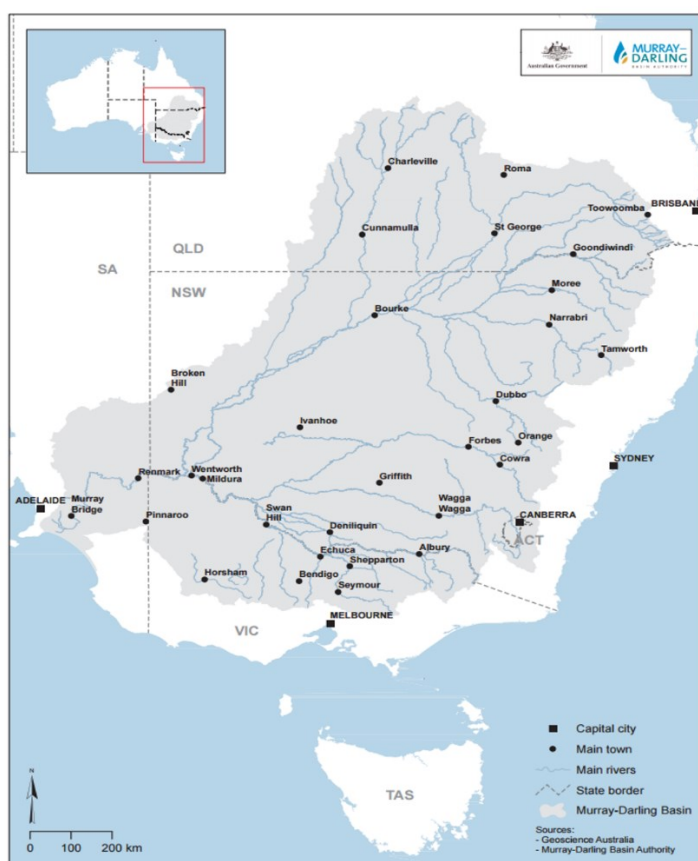 Australian Government
MURRAY–
DARLING
BASIN AUTHORITY
Charleville
Roma
Toowoomba
BRISBANE
Cunnamulla
St George
Goondiwindi
QLD
SA
NSW
Moree
Bourke
Narrabri
Tamworth
Broken
Hill
Dubbo
Ivanhoe
Forbes
Orange
Cowra
SYDNEY
Renmark
Wentworth
Mildura
Griffith
ADELAIDE
Murray
Bridge
Pinnaroo
Swan
Hill
Wagga
Wagga
Deniliquin
CANBERRA
ACT
Echuca
Albury
Shepparton
Horsham
Bendigo
Seymour
MELBOURNE
VIC
TAS
Capital city
Main town
Main rivers
State border
Murray-Darling Basin
Sources:
- Geoscience Australia
- Murray-Darling Basin Authority
N
0 100 200 km